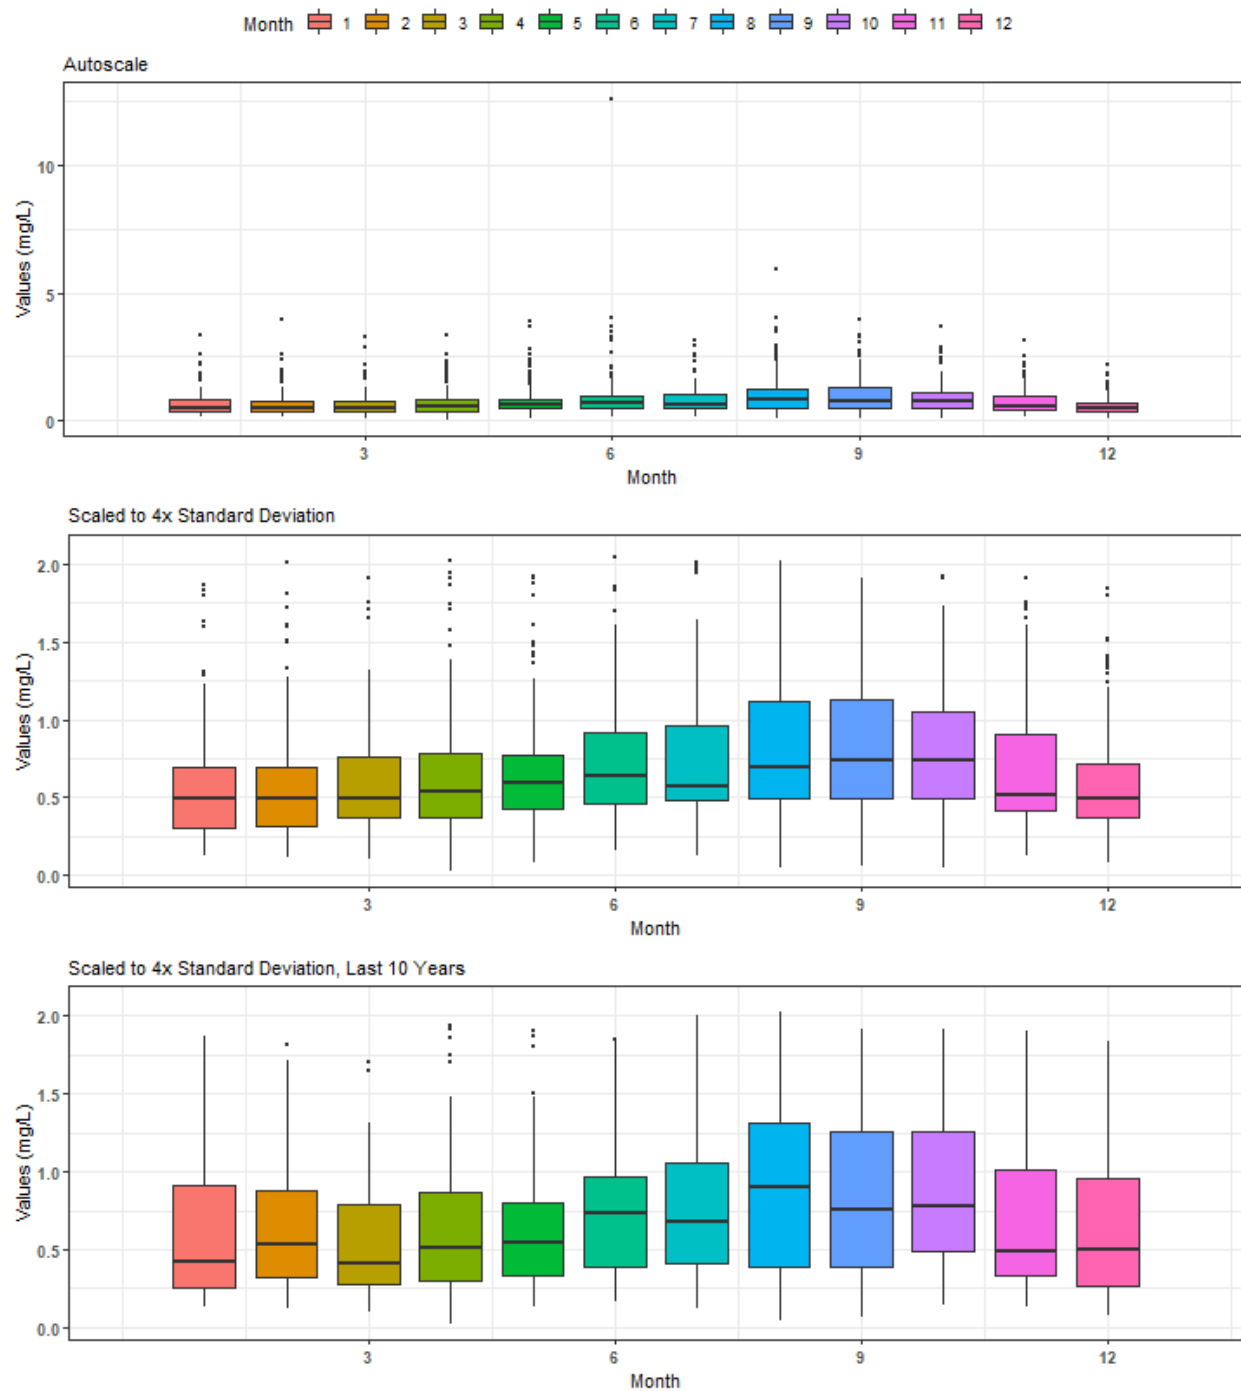 Month 1 2 3 4 5 6 7 8 9 10 11 12
Autoscale
Values (mg/L)
10
5
0
3 6 9 12
Month
Scaled to 4x Standard Deviation
Values (mg/L)
2.0
1.5
1.0
0.5
0.0
3 6 9 12
Month
Scaled to 4x Standard Deviation, Last 10 Years
Values (mg/L)
2.0
1.5
1.0
0.5
0.0
3 6 9 12
Month